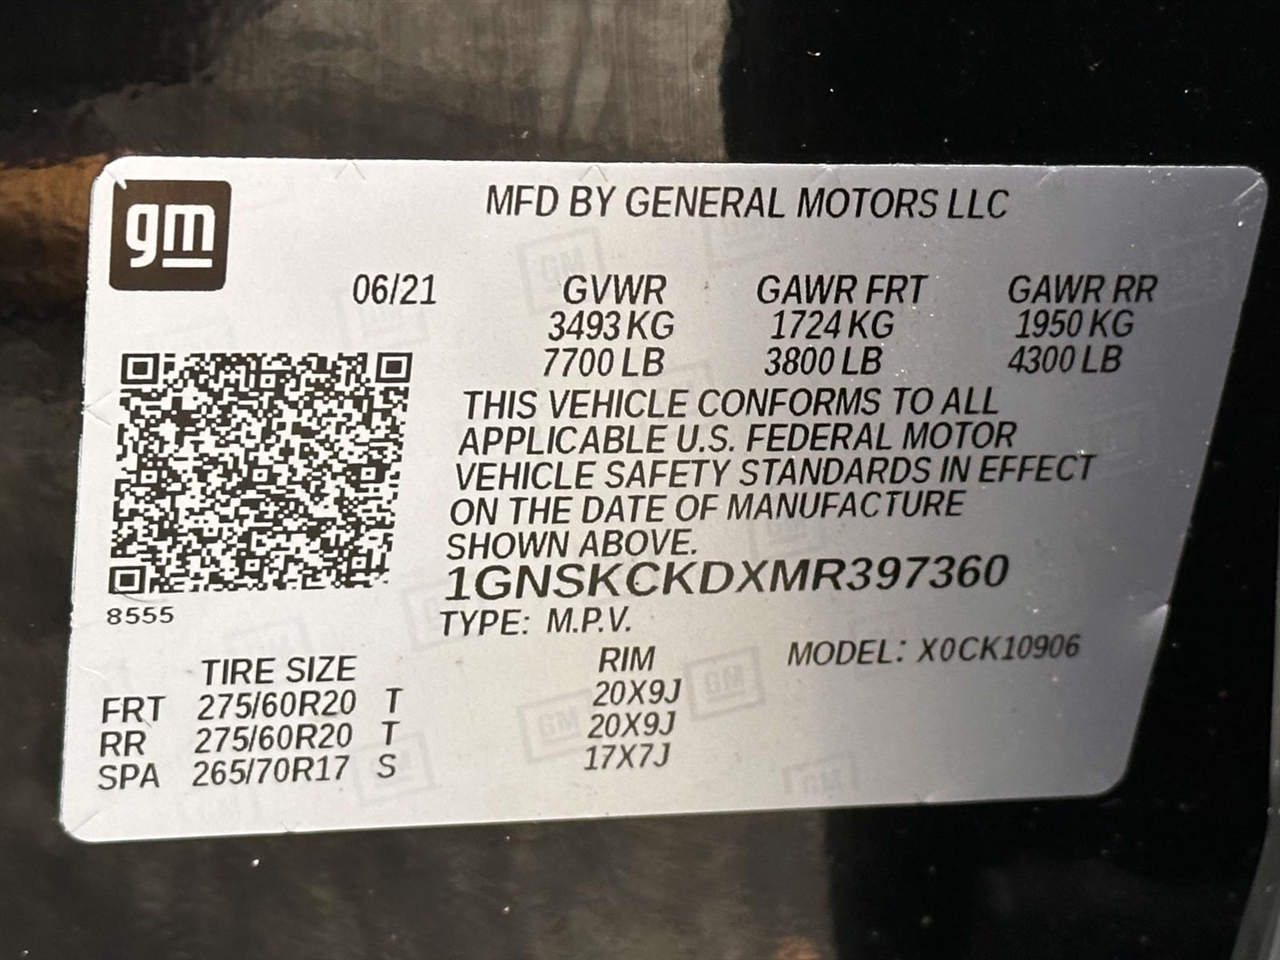 gm
MFD BY GENERAL MOTORS LLC
06/21 GVWR GAWR FRT GAWR RR
3493 KG 1724 KG 1950 KG
7700 LB 3800 LB 4300 LB
THIS VEHICLE CONFORMS TO ALL
APPLICABLE U.S. FEDERAL MOTOR
VEHICLE SAFETY STANDARDS IN EFFECT
ON THE DATE OF MANUFACTURE
SHOWN ABOVE.
1GNSKCKDXMR397360
8555
TYPE: M.P.V.
MODEL: X0CK10906
TIRE SIZE RIM
FRT 275/60R20 T 20X9J
RR 275/60R20 T 20X9J
SPA 265/70R17 S 17X7J